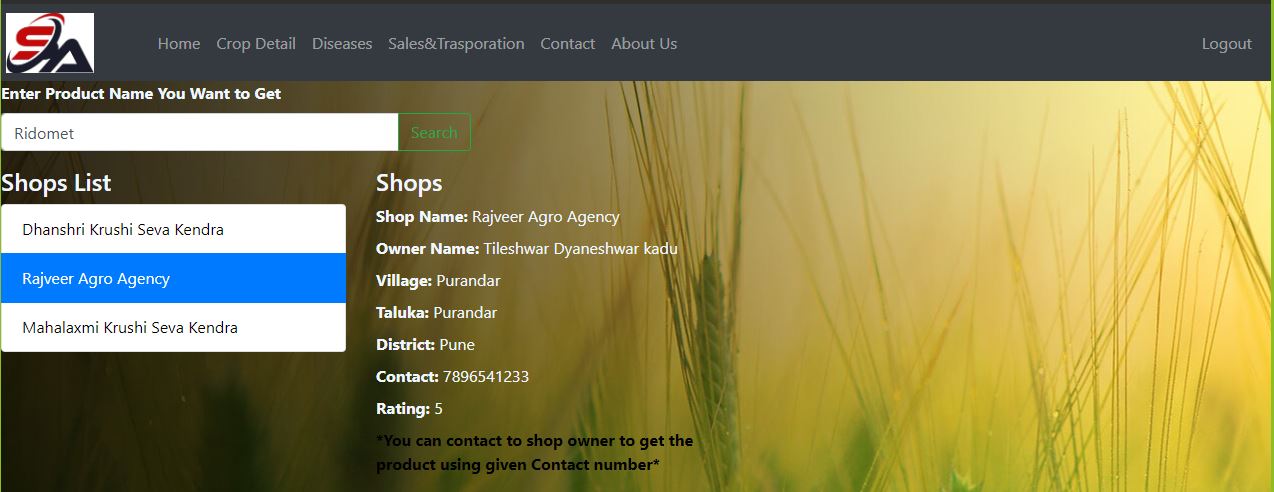 SA
Home Crop Detail Diseases Sales&Trasporation Contact About Us Logout
Enter Product Name You Want to Get
Ridomet Search
Shops List
Dhanshri Krushi Seva Kendra
Rajveer Agro Agency
Mahalaxmi Krushi Seva Kendra
Shops
Shop Name: Rajveer Agro Agency
Owner Name: Tileshwar Dyaneshwar kadu
Village: Purandar
Taluka: Purandar
District: Pune
Contact: 7896541233
Rating: 5
*You can contact to shop owner to get the
product using given Contact number*